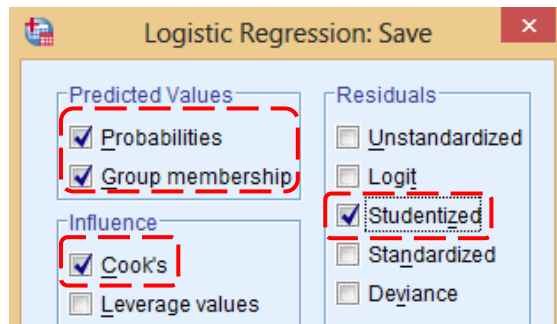 Logistic Regression: Save
Predicted Values
Probabilities
Group membership
Influence
Cook's
Leverage values
Residuals
Unstandardized
Logit
Studentized
Standardized
Deviance